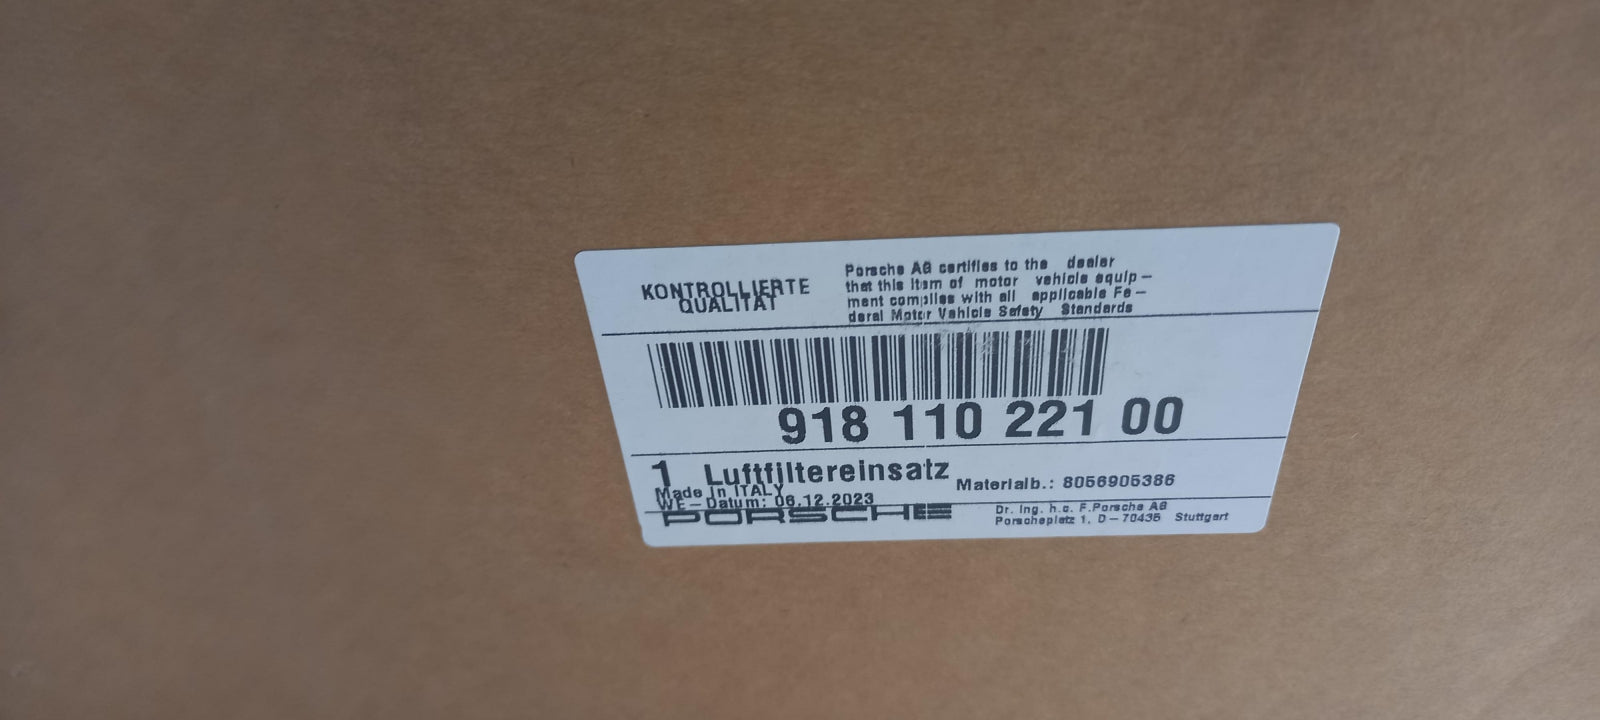 KONTROLLIERTE
QUALITÄT
Porsche AG certifies to the dealer
that this item of motor vehicle equip-
ment complies with all applicable Fe-
deral Motor Vehicle Safety Standards
918 110 221 00
1 Luftfiltereinsatz
Materialb.: 8056905386
Made in ITALY
WE-Datum: 06.12.2023
PORSCHE
Dr. Ing. h.c. F.Porsche AG
Porscheplatz 1, D-70435 Stuttgart